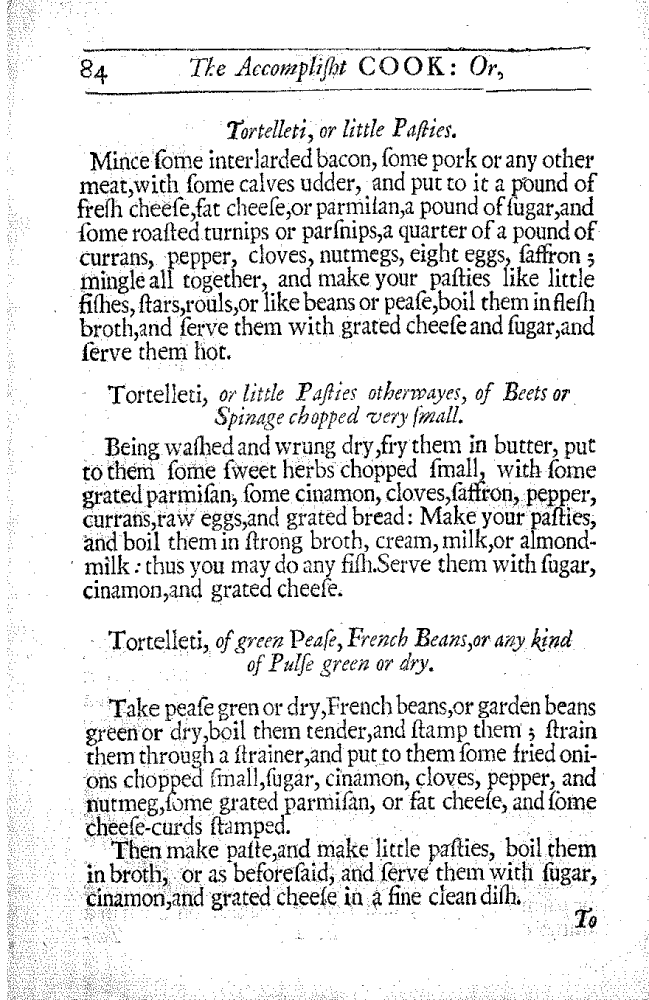 84 The Accompliſht COOK: Or,
Tortelleti, or little Paſties.
Mince ſome interlarded bacon, ſome pork or any other
meat,with ſome calves udder, and put to it a pound of
freſh cheeſe,fat cheeſe,or parmiſan,a pound of ſugar,and
ſome roaſted turnips or parſnips,a quarter of a pound of
currans, pepper, cloves, nutmegs, eight eggs, ſaffron ;
mingle all together, and make your paſties like little
fiſhes, ſtars,rouls,or like beans or peaſe,boil them in fleſh
broth,and ſerve them with grated cheeſe and ſugar,and
ſerve them hot.
Tortelleti, or little Paſties otherwayes, of Beets or
Spinage chopped very ſmall.
Being waſhed and wrung dry,fry them in butter, put
to them ſome ſweet herbs chopped ſmall, with ſome
grated parmiſan, ſome cinamon, cloves,ſaffron, pepper,
currans,raw eggs,and grated bread: Make your paſties,
and boil them in ſtrong broth, cream, milk,or almond-
milk : thus you may do any fiſh.Serve them with ſugar,
cinamon,and grated cheeſe.
Tortelleti, of green Peaſe, French Beans,or any kind
of Pulſe green or dry.
Take peaſe gren or dry,French beans,or garden beans
green or dry,boil them tender,and ſtamp them ; ſtrain
them through a ſtrainer,and put to them ſome fried oni-
ons chopped ſmall,ſugar, cinamon, cloves, pepper, and
nutmeg,ſome grated parmiſan, or fat cheeſe, and ſome
cheeſe-curds ſtamped.
Then make paſte,and make little paſties, boil them
in broth, or as beforeſaid, and ſerve them with ſugar,
cinamon,and grated cheeſe in a fine clean diſh.
To